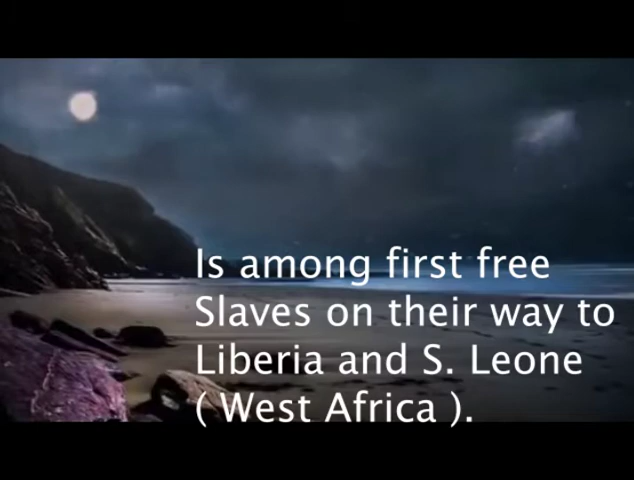 Is among first free
Slaves on their way to
Liberia and S. Leone
( West Africa ).